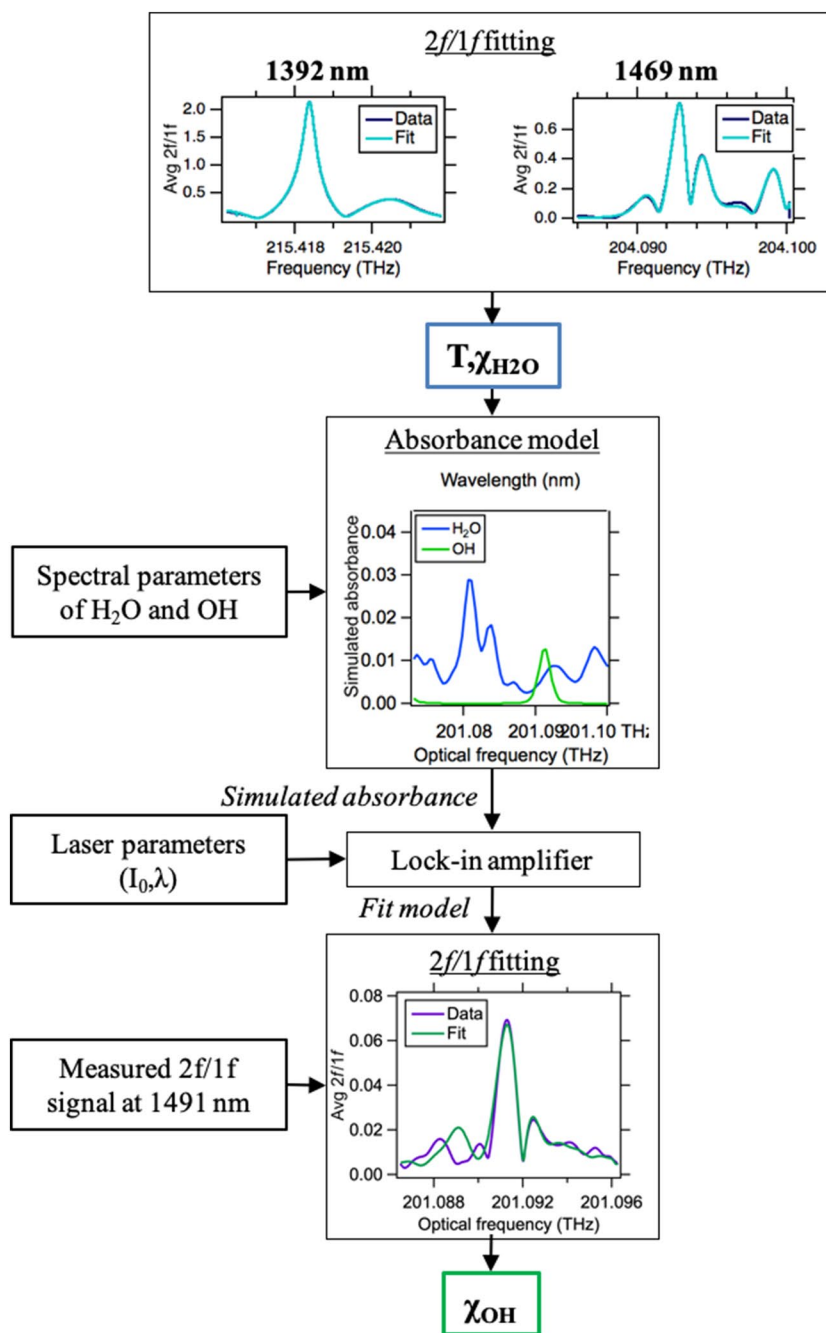 2f/1f fitting
1392 nm
1469 nm
Avg 2f/1f
2.0
1.5
1.0
0.5
Data
Fit
215.418 215.420
Frequency (THz)
Avg 2f/1f
0.6
0.4
0.2
0.0
Data
Fit
204.090 204.100
Frequency (THz)
T,χH2O
Absorbance model
Wavelength (nm)
Simulated absorbance
0.04
0.03
0.02
0.01
0.00
H₂O
OH
201.08 201.09 201.10 THz
Optical frequency (THz)
Spectral parameters
of H₂O and OH
Simulated absorbance
Laser parameters
(I₀,λ)
Lock-in amplifier
Fit model
2f/1f fitting
Avg 2f/1f
0.08
0.06
0.04
0.02
0.00
Data
Fit
201.088 201.092 201.096
Optical frequency (THz)
Measured 2f/1f
signal at 1491 nm
χOH